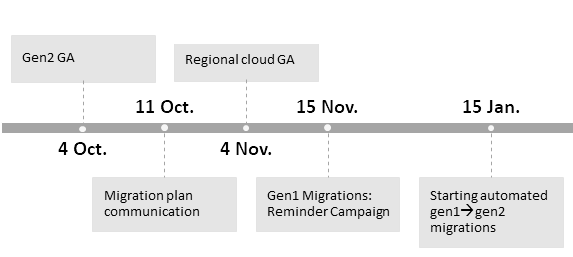 Gen2 GA
Regional cloud GA
11 Oct.
15 Nov.
15 Jan.
4 Oct.
4 Nov.
Migration plan
communication
Gen1 Migrations:
Reminder Campaign
Starting automated
gen1→gen2
migrations